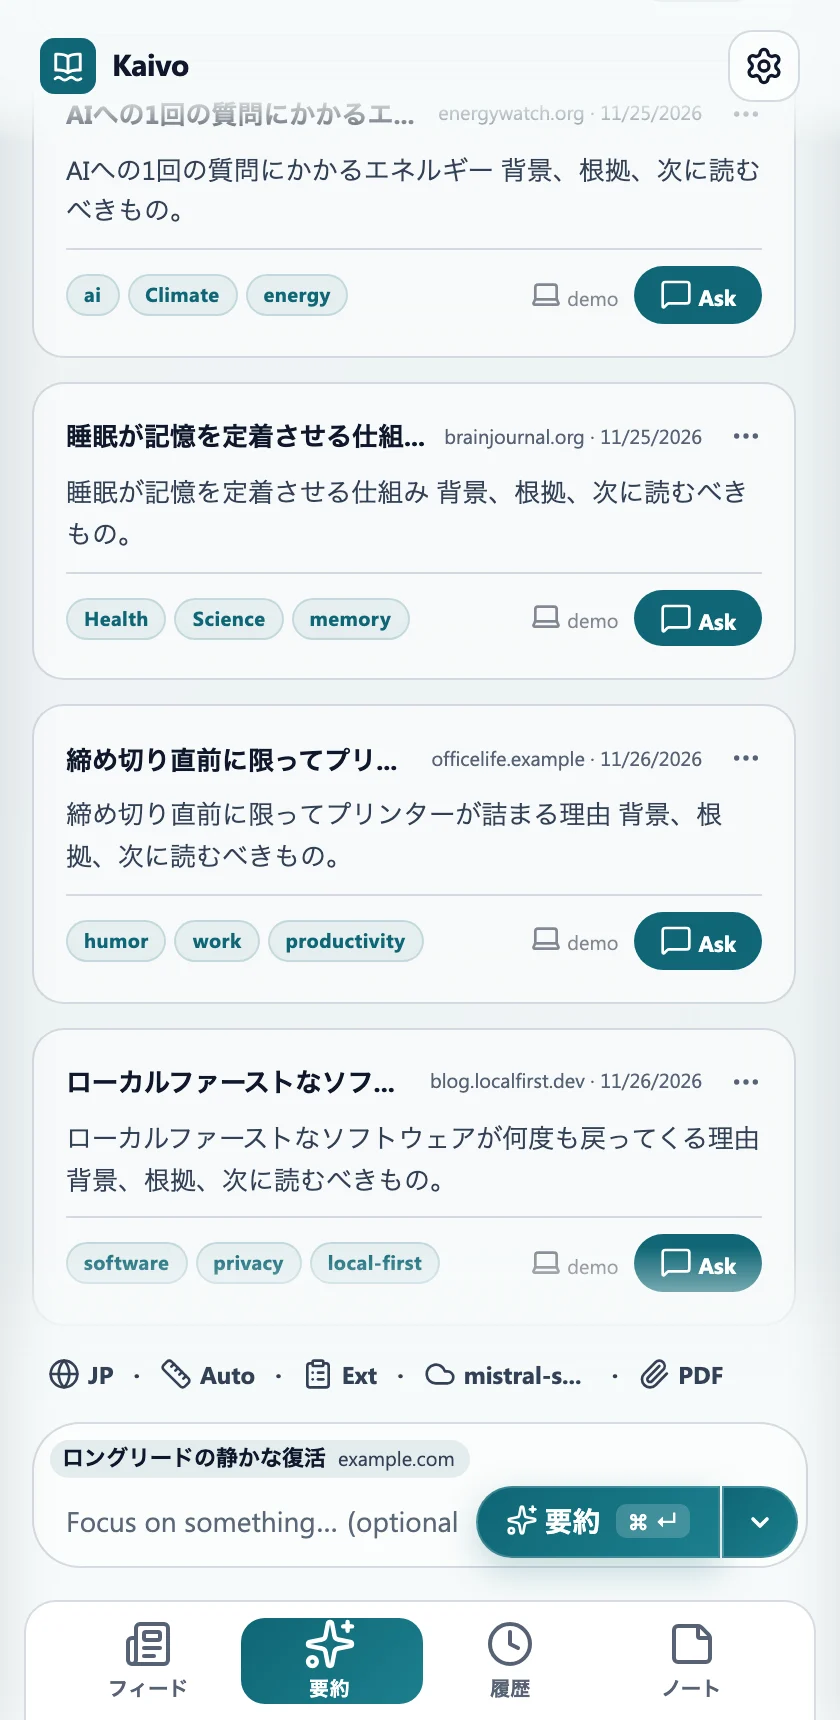 Kaivo
AIへの1回の質問にかかるエ... energywatch.org · 11/25/2026
AIへの1回の質問にかかるエネルギー 背景、根拠、次に読む
べきもの。
ai Climate energy demo Ask
睡眠が記憶を定着させる仕組... brainjournal.org · 11/25/2026
睡眠が記憶を定着させる仕組み 背景、根拠、次に読むべき
もの。
Health Science memory demo Ask
締め切り直前に限ってプリ... officelife.example · 11/26/2026
締め切り直前に限ってプリンターが詰まる理由 背景、根
拠、次に読むべきもの。
humor work productivity demo Ask
ローカルファーストなソフ... blog.localfirst.dev · 11/26/2026
ローカルファーストなソフトウェアが何度も戻ってくる理由
背景、根拠、次に読むべきもの。
software privacy local-first demo Ask
JP · Auto · Ext · mistral-s... · PDF
ロングリードの静かな復活 example.com
Focus on something... (optional 要約 ⌘ ↵
フィード 要約 履歴 ノート